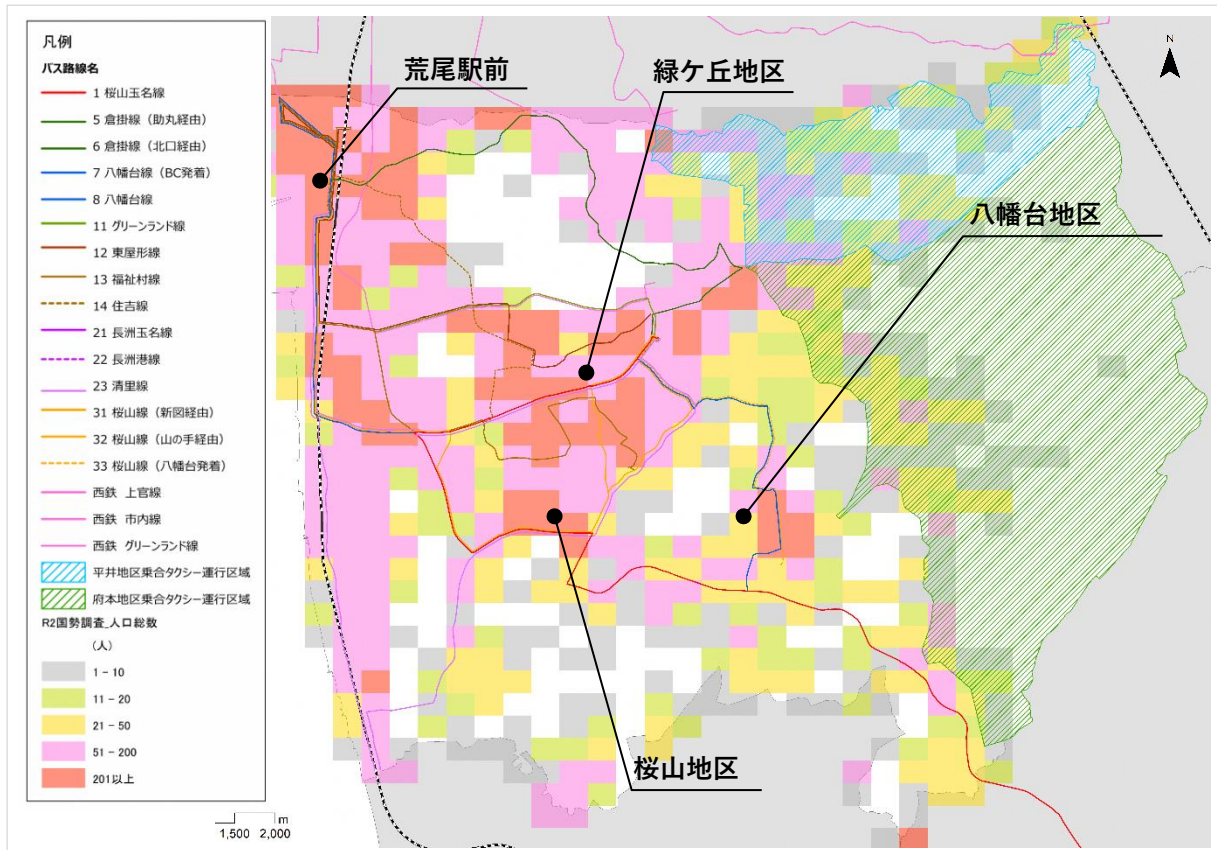 凡例
バス路線名
1 桜山玉名線
5 倉掛線（助丸経由）
6 倉掛線（北口経由）
7 八幡台線（BC発着）
8 八幡台線
11 グリーンランド線
12 東屋形線
13 福祉村線
14 住吉線
21 長洲玉名線
22 長洲港線
23 清里線
31 桜山線（新図経由）
32 桜山線（山の手経由）
33 桜山線（八幡台発着）
西鉄 上官線
西鉄 市内線
西鉄 グリーンランド線
平井地区乗合タクシー運行区域
府本地区乗合タクシー運行区域
R2国勢調査_人口総数
（人）
1 - 10
11 - 20
21 - 50
51 - 200
201以上
1,500 2,000 m
荒尾駅前
緑ケ丘地区
八幡台地区
桜山地区
N